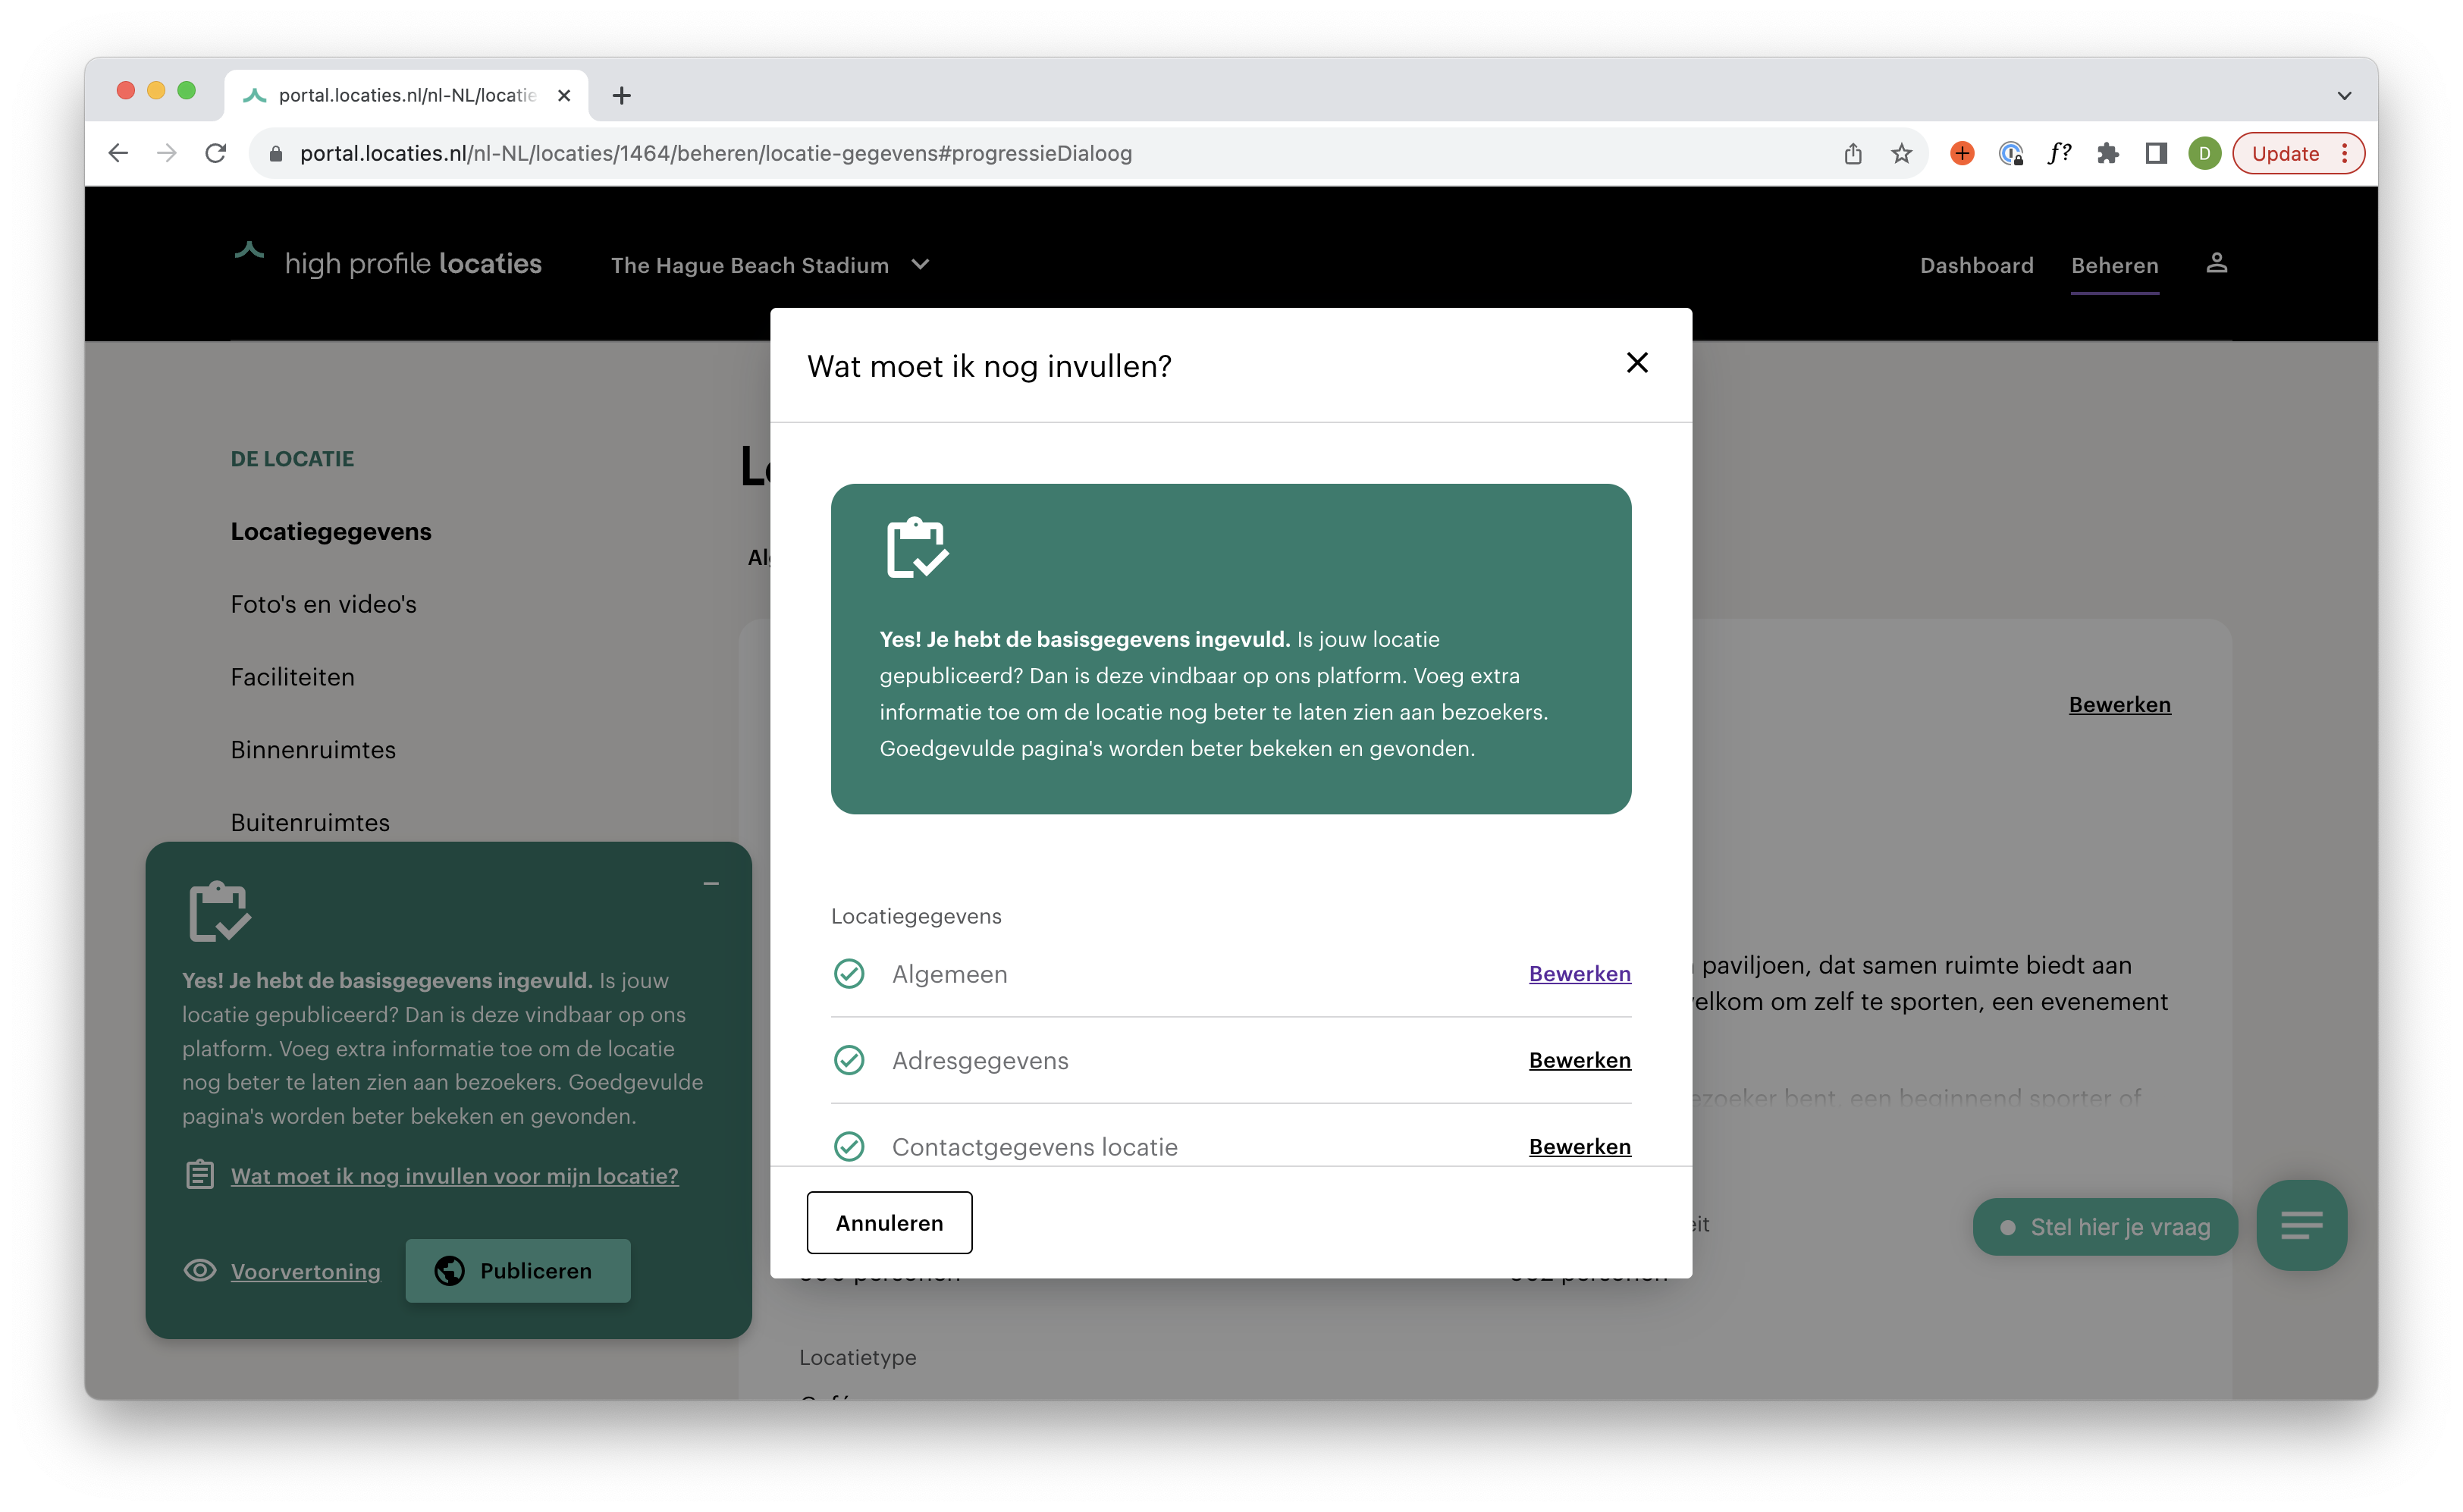 portal.locaties.nl/nl-NL/locatie
portal.locaties.nl/nl-NL/locaties/1464/beheren/locatie-gegevens#progressieDialoog
f?
D
Update
high profile locaties
The Hague Beach Stadium
Dashboard
Beheren
Wat moet ik nog invullen?
DE LOCATIE
Locatiegegevens
Foto's en video's
Faciliteiten
Binnenruimtes
Buitenruimtes
Yes! Je hebt de basisgegevens ingevuld. Is jouw locatie
gepubliceerd? Dan is deze vindbaar op ons platform. Voeg extra
informatie toe om de locatie nog beter te laten zien aan bezoekers.
Goedgevulde pagina's worden beter bekeken en gevonden.
Bewerken
Locatiegegevens
Algemeen
Bewerken
Adresgegevens
Bewerken
Contactgegevens locatie
Bewerken
Annuleren
paviljoen, dat samen ruimte biedt aan
elkom om zelf te sporten, een evenement
ezoeker bent, een beginnend sporter of
Yes! Je hebt de basisgegevens ingevuld. Is jouw
locatie gepubliceerd? Dan is deze vindbaar op ons
platform. Voeg extra informatie toe om de locatie
nog beter te laten zien aan bezoekers. Goedgevulde
pagina's worden beter bekeken en gevonden.
Wat moet ik nog invullen voor mijn locatie?
Voorvertoning
Publiceren
Stel hier je vraag
personen
personen
Locatietype